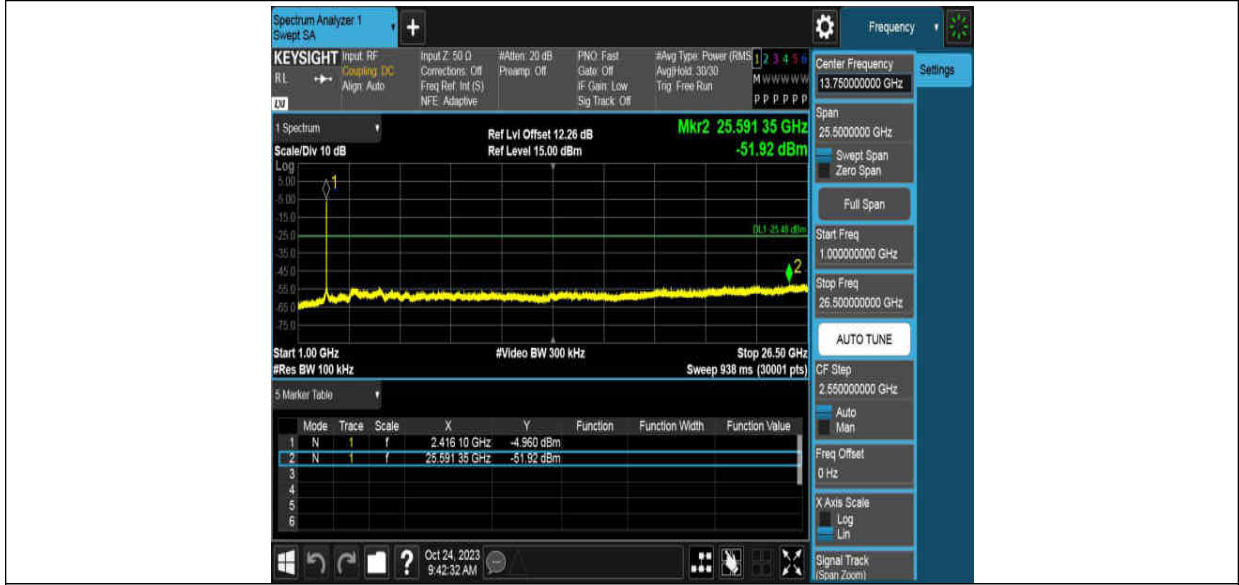 Spectrum Analyzer 1
Swept SA
+
Frequency
KEYSIGHT
RL
LXI
Input: RF
Coupling: DC
Align: Auto
Input Z: 50 Ω
Corrections: Off
Freq Ref: Int (S)
NFE: Adaptive
#Atten: 20 dB
Preamp: Off
PNO: Fast
Gate: Off
IF Gain: Low
Sig Track: Off
#Avg Type: Power (RMS
Avg|Hold: 30/30
Trig: Free Run
1 2 3 4 5 6
M W W W W W
P P P P P P
Center Frequency
13.750000000 GHz
Settings
1 Spectrum
Scale/Div 10 dB
Ref Lvl Offset 12.26 dB
Ref Level 15.00 dBm
Mkr2 25.591 35 GHz
-51.92 dBm
Span
25.5000000 GHz
Swept Span
Zero Span
Full Span
Log
5.00
-5.00
-15.0
-25.0
-35.0
-45.0
-55.0
-65.0
-75.0
1
DL1 -25.48 dBm
2
Start Freq
1.000000000 GHz
Stop Freq
26.500000000 GHz
AUTO TUNE
Start 1.00 GHz
#Video BW 300 kHz
Stop 26.50 GHz
#Res BW 100 kHz
Sweep 938 ms (30001 pts)
CF Step
2.550000000 GHz
Auto
Man
5 Marker Table
Mode Trace Scale X Y Function Function Width Function Value
1 N 1 f 2.416 10 GHz -4.960 dBm
2 N 1 f 25.591 35 GHz -51.92 dBm
3
4
5
6
Freq Offset
0 Hz
X Axis Scale
Log
Lin
Signal Track
(Span Zoom)
?
Oct 24, 2023
9:42:32 AM